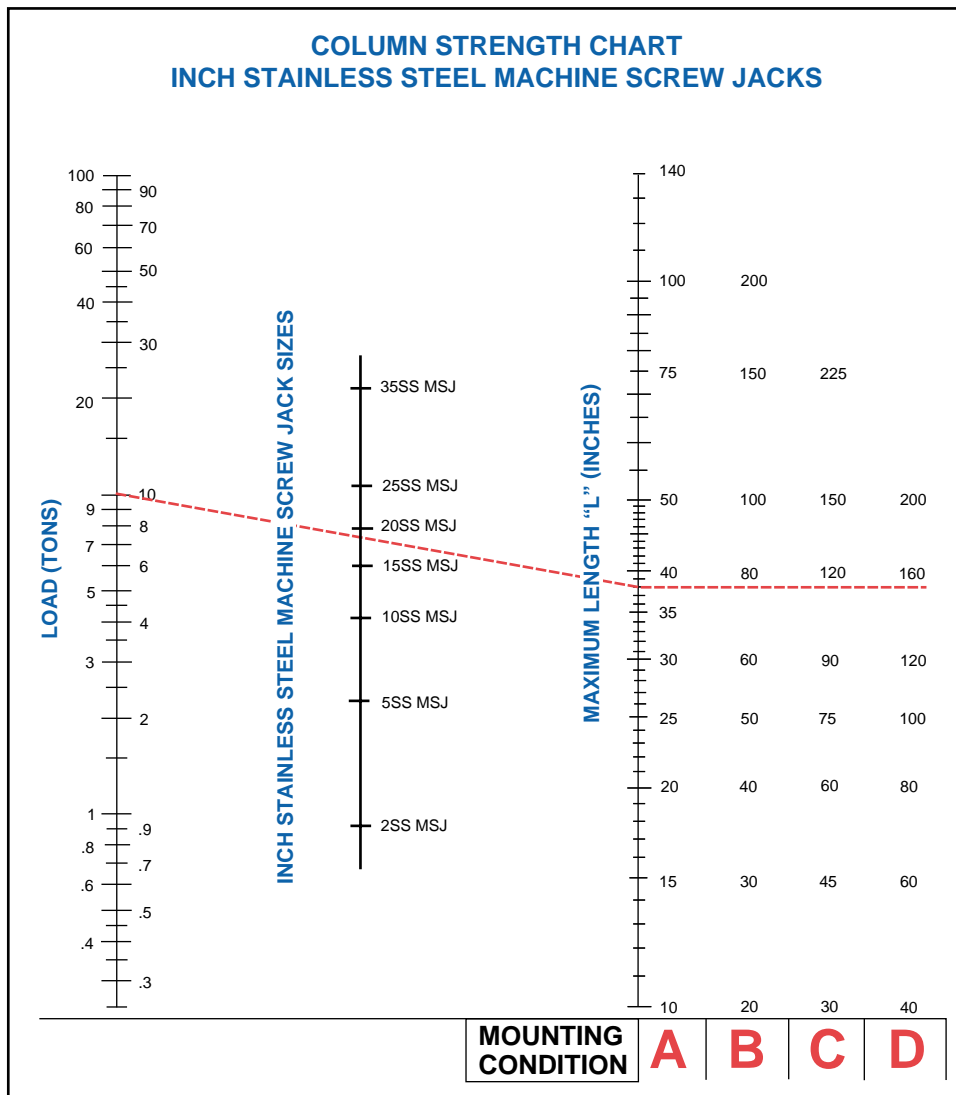 COLUMN STRENGTH CHART
INCH STAINLESS STEEL MACHINE SCREW JACKS
LOAD (TONS)
100
90
80
70
60
50
40
30
20
10
9
8
7
6
5
4
3
2
1
.9
.8
.7
.6
.5
.4
.3
INCH STAINLESS STEEL MACHINE SCREW JACK SIZES
35SS MSJ
25SS MSJ
20SS MSJ
15SS MSJ
10SS MSJ
5SS MSJ
2SS MSJ
MAXIMUM LENGTH “L” (INCHES)
140
100 200
75 150 225
50 100 150 200
40 80 120 160
35
30 60 90 120
25 50 75 100
20 40 60 80
15 30 45 60
10 20 30 40
MOUNTING
CONDITION
A B C D